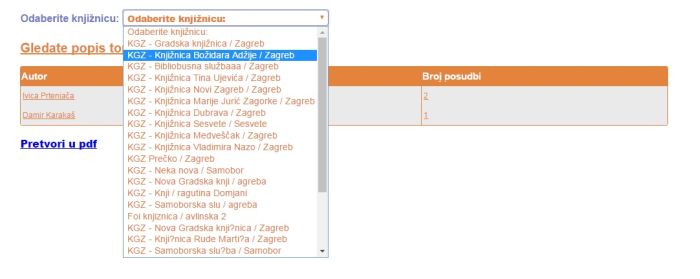 Odaberite knjižnicu: Odaberite knjižnicu:
Odaberite knjižnicu:
KGZ - Gradska knjižnica / Zagreb
KGZ - Knjižnica Božidara Adžije / Zagreb
KGZ - Bibliobusna službaaa / Zagreb
KGZ - Knjižnica Tina Ujevića / Zagreb
KGZ - Knjižnica Novi Zagreb / Zagreb
KGZ - Knjižnica Marije Jurić Zagorke / Zagreb
KGZ - Knjižnica Dubrava / Zagreb
KGZ - Knjižnica Sesvete / Sesvete
KGZ - Knjižnica Medveščak / Zagreb
KGZ - Knjižnica Vladimira Nazo / Zagreb
KGZ Prečko / Zagreb
KGZ - Neka nova / Samobor
KGZ - Nova Gradska knji / agreba
KGZ - Knji / ragutina Domjani
KGZ - Samoborska slu / agreba
Foi knjiznica / avlinska 2
KGZ - Nova Gradska knji?nica / Zagreb
KGZ - Knji?nica Rude Marti?a / Zagreb
KGZ - Samoborska slu?ba / Samobor
Gledate popis
Autor Broj posudbi
Ivica Prtenjača 2
Damir Karakaš 1
Pretvori u pdf